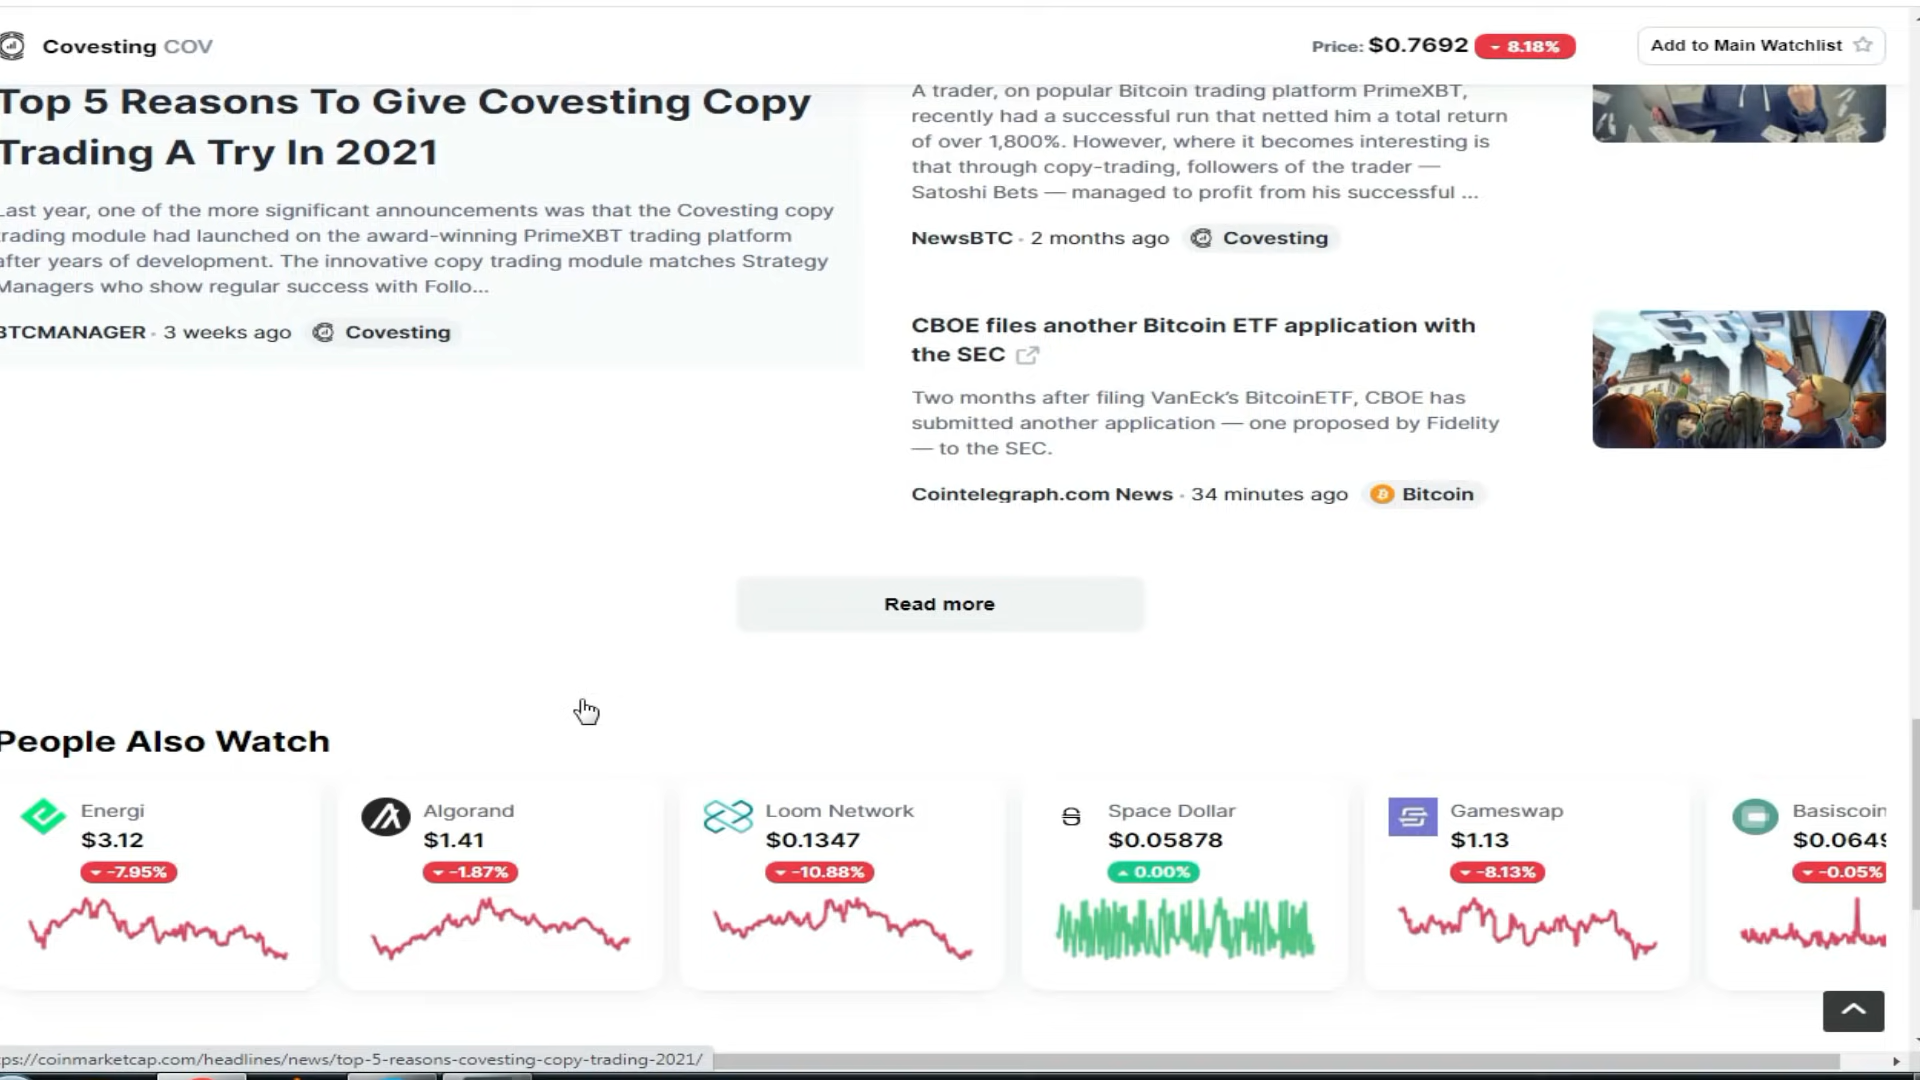 Covesting COV
Price: $0.7692 8.18%
Add to Main Watchlist
Top 5 Reasons To Give Covesting Copy
Trading A Try In 2021
Last year, one of the more significant announcements was that the Covesting copy
trading module had launched on the award-winning PrimeXBT trading platform
after years of development. The innovative copy trading module matches Strategy
Managers who show regular success with Follo...
BTCMANAGER · 3 weeks ago Covesting
A trader, on popular Bitcoin trading platform PrimeXBT,
recently had a successful run that netted him a total return
of over 1,800%. However, where it becomes interesting is
that through copy-trading, followers of the trader —
Satoshi Bets — managed to profit from his successful ...
NewsBTC · 2 months ago Covesting
CBOE files another Bitcoin ETF application with
the SEC
Two months after filing VanEck's BitcoinETF, CBOE has
submitted another application — one proposed by Fidelity
— to the SEC.
Cointelegraph.com News · 34 minutes ago Bitcoin
ETF
Read more
People Also Watch
Energi
$3.12
-7.95%
Algorand
$1.41
-1.87%
Loom Network
$0.1347
-10.88%
Space Dollar
$0.05878
0.00%
Gameswap
$1.13
-8.13%
Basiscoin
$0.0649
-0.05%
ps://coinmarketcap.com/headlines/news/top-5-reasons-covesting-copy-trading-2021/